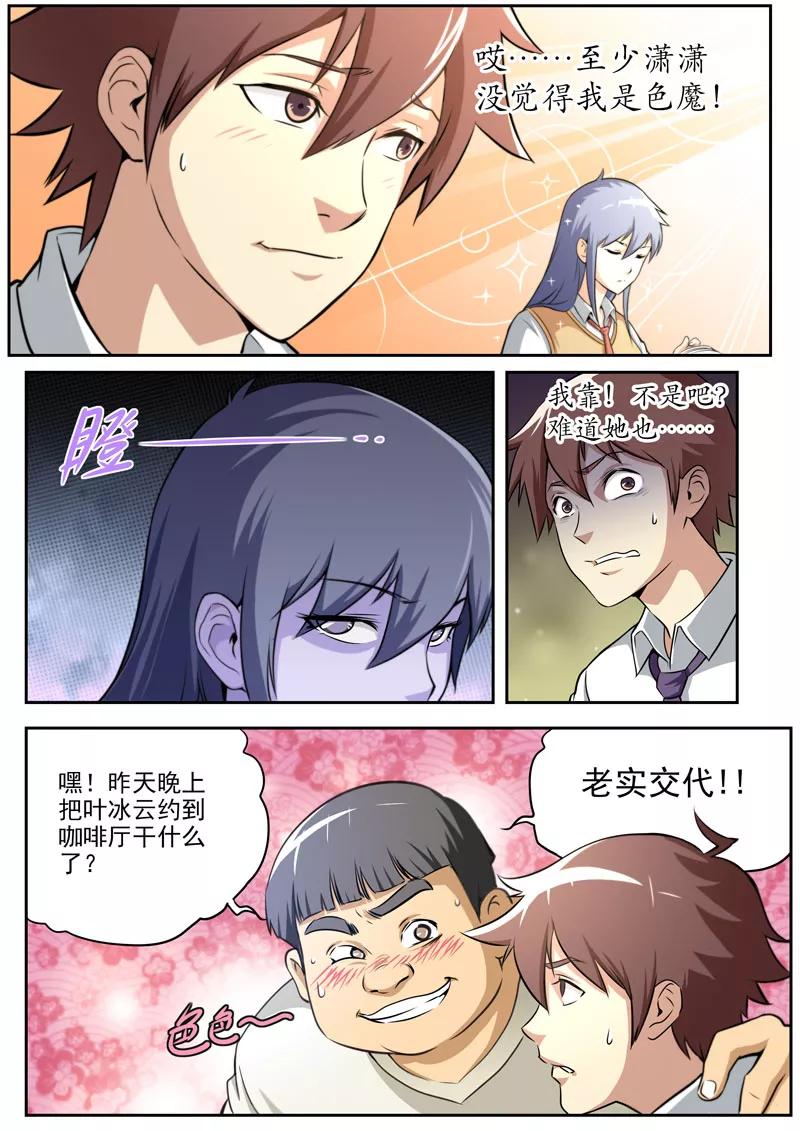 哎……至少潇潇
没觉得我是色魔！
瞪——··
我靠！不是吧？
难道她也……
嘿！昨天晚上
把叶冰云约到
咖啡厅干什么
了？
老实交代!!
色色～